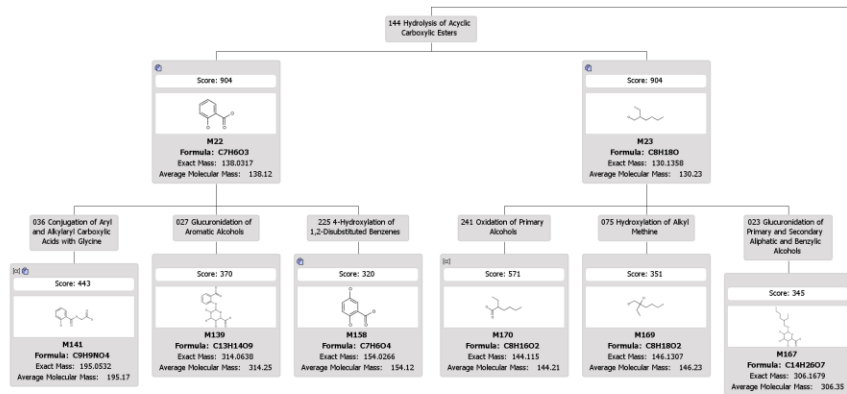 144 Hydrolysis of Acyclic
Carboxylic Esters
Score: 904
M22
Formula: C7H6O3
Exact Mass: 138.0317
Average Molecular Mass: 138.12
Score: 904
M23
Formula: C8H18O
Exact Mass: 130.1358
Average Molecular Mass: 130.23
036 Conjugation of Aryl
and Alkylaryl Carboxylic
Acids with Glycine
027 Glucuronidation of
Aromatic Alcohols
225 4-Hydroxylation of
1,2-Disubstituted Benzenes
241 Oxidation of Primary
Alcohols
075 Hydroxylation of Alkyl
Methine
023 Glucuronidation of
Primary and Secondary
Aliphatic and Benzylic
Alcohols
Score: 443
M141
Formula: C9H9NO4
Exact Mass: 195.0532
Average Molecular Mass: 195.17
Score: 370
M139
Formula: C13H14O9
Exact Mass: 314.0638
Average Molecular Mass: 314.25
Score: 320
M158
Formula: C7H6O4
Exact Mass: 154.0266
Average Molecular Mass: 154.12
Score: 571
M170
Formula: C8H16O2
Exact Mass: 144.115
Average Molecular Mass: 144.21
Score: 351
M169
Formula: C8H18O2
Exact Mass: 146.1307
Average Molecular Mass: 146.23
Score: 345
M167
Formula: C14H26O7
Exact Mass: 306.1679
Average Molecular Mass: 306.35